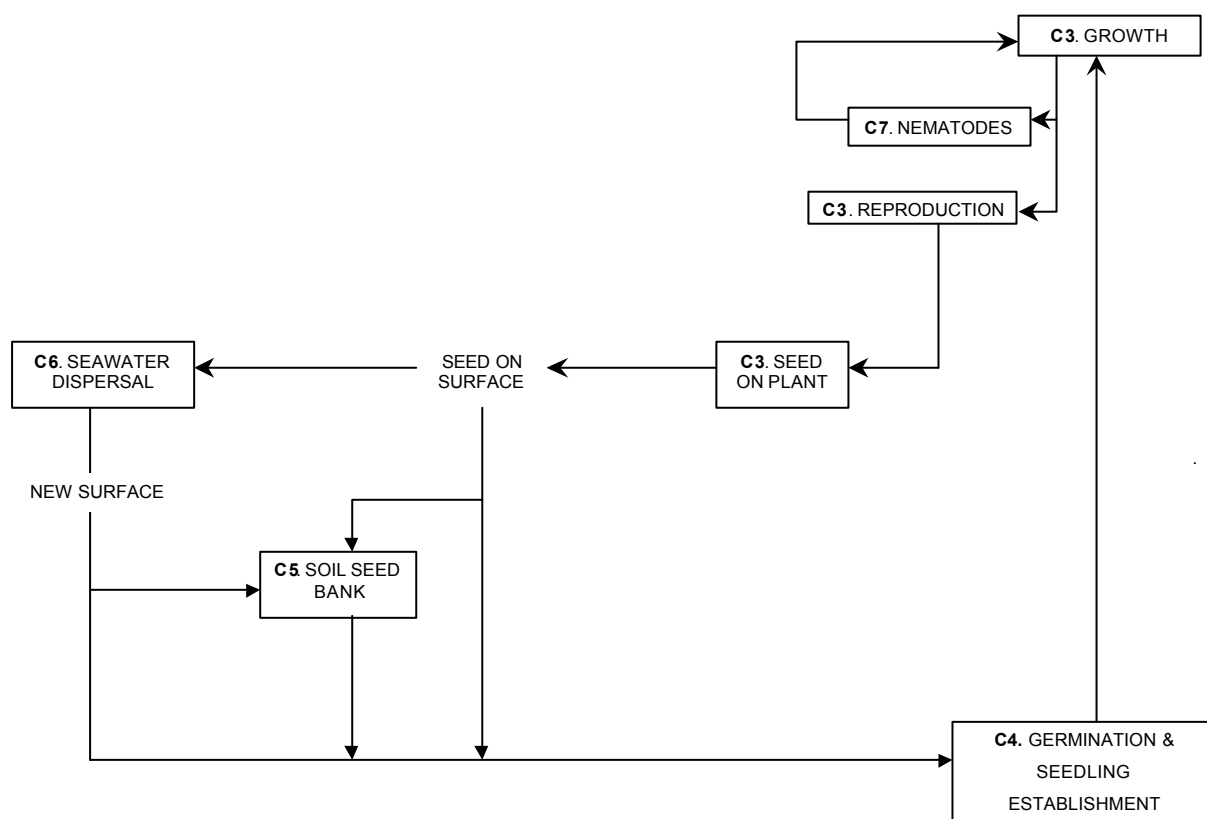 C3. GROWTH
C7. NEMATODES
C3. REPRODUCTION
C6. SEAWATER
DISPERSAL
SEED ON
SURFACE
C3. SEED
ON PLANT
NEW SURFACE
.
C5. SOIL SEED
BANK
C4. GERMINATION &
SEEDLING
ESTABLISHMENT